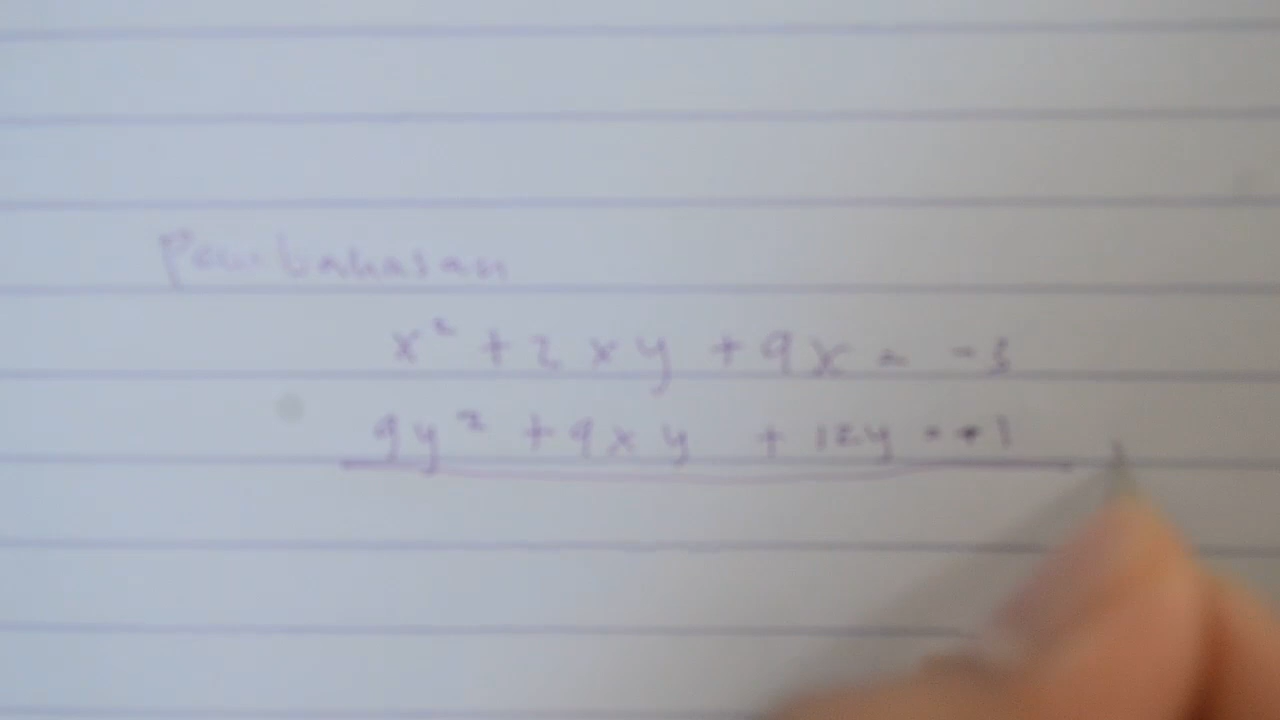 Pembahasan
x² + 2xy + 9x = -3
9y² + 9xy + 12y = -1